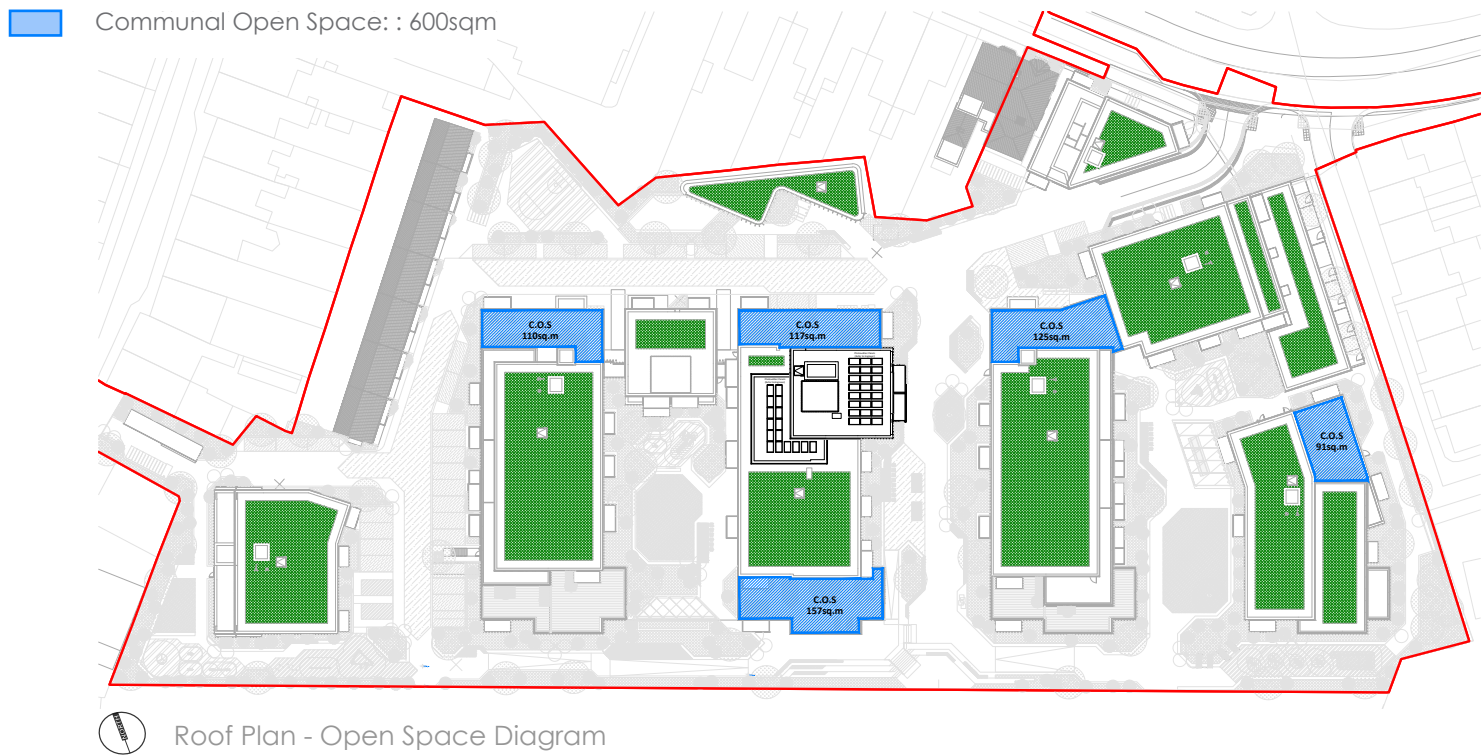 Communal Open Space: : 600sqm
C.O.S
110sq.m
C.O.S
117sq.m
C.O.S
125sq.m
C.O.S
91sq.m
C.O.S
157sq.m
Roof Plan - Open Space Diagram